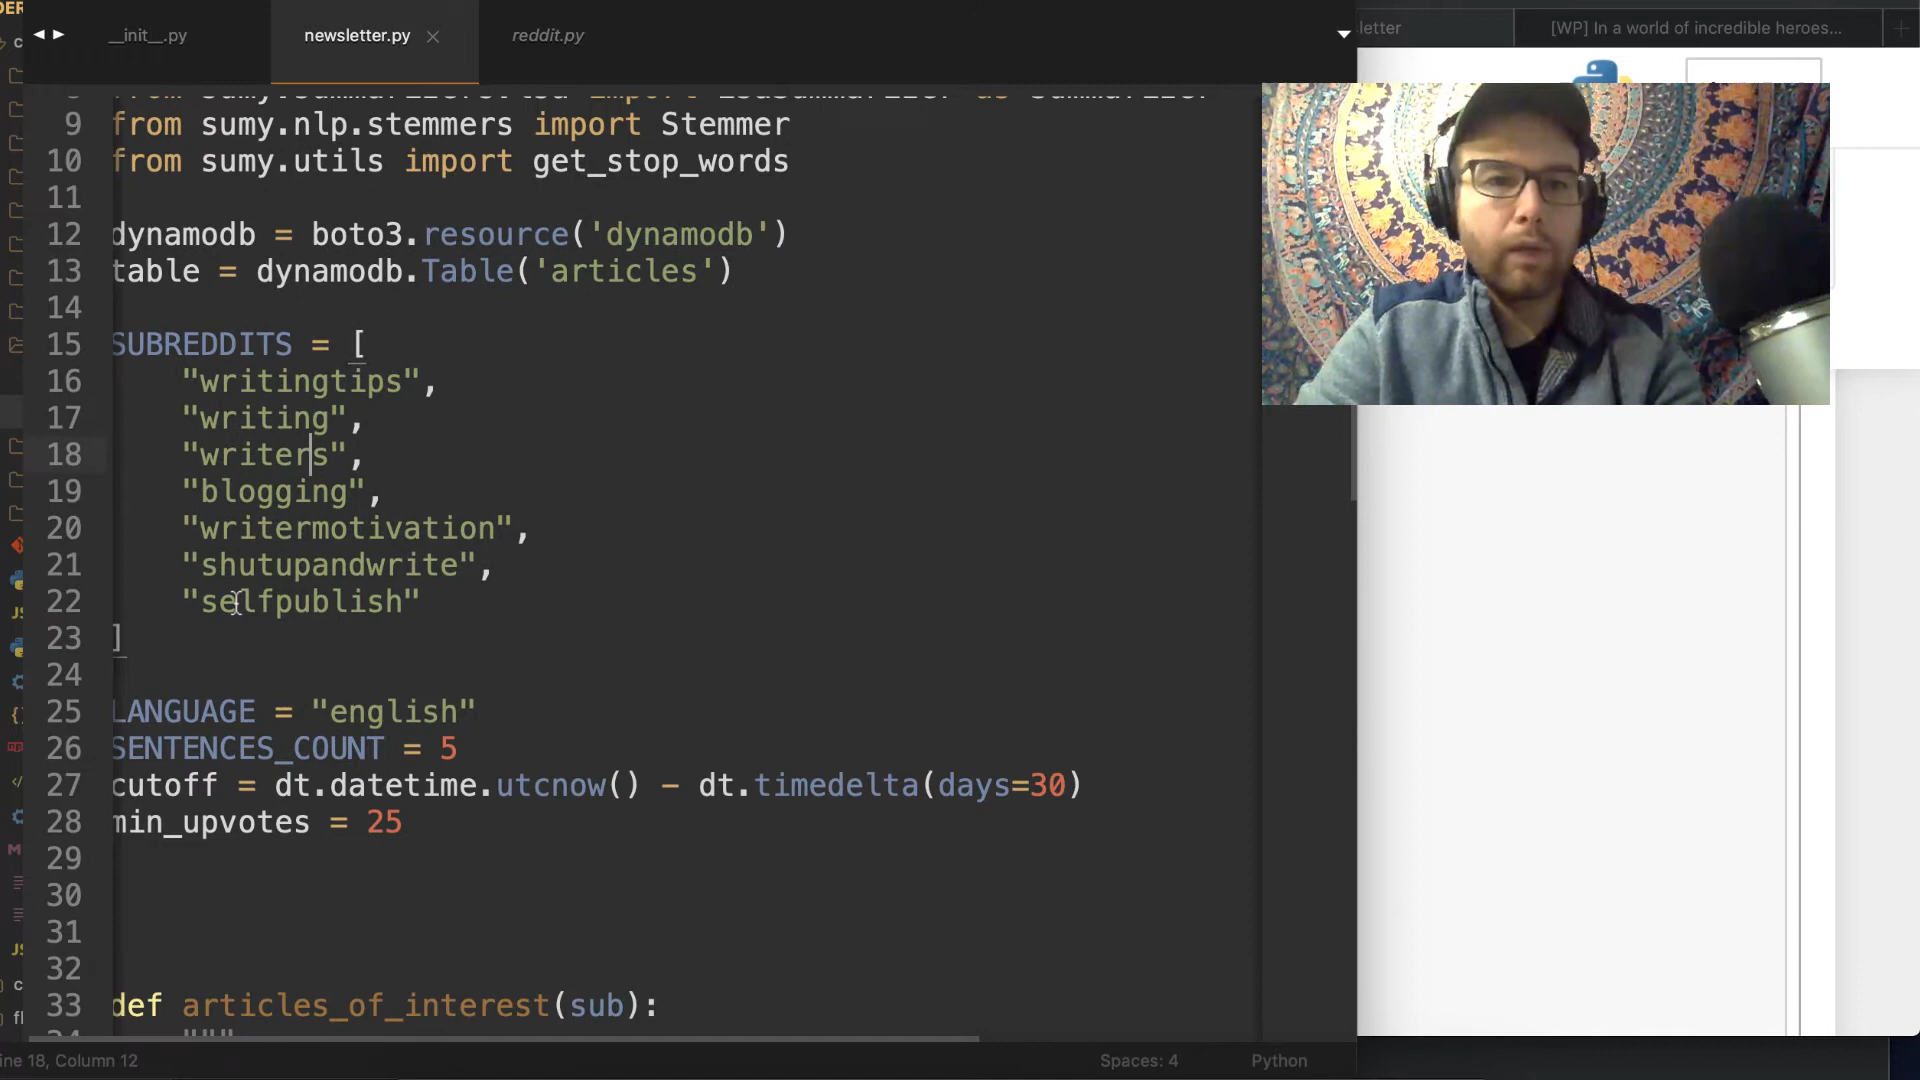 __init__.py
newsletter.py
reddit.py
letter
[WP] In a world of incredible heroes...
9 from sumy.nlp.stemmers import Stemmer
10 from sumy.utils import get_stop_words
11
12 dynamodb = boto3.resource('dynamodb')
13 table = dynamodb.Table('articles')
14
15 SUBREDDITS = [
16 "writingtips",
17 "writing",
18 "writers",
19 "blogging",
20 "writermotivation",
21 "shutupandwrite",
22 "selfpublish"
23 ]
24
25 LANGUAGE = "english"
26 SENTENCES_COUNT = 5
27 cutoff = dt.datetime.utcnow() - dt.timedelta(days=30)
28 min_upvotes = 25
29
30
31
32
33 def articles_of_interest(sub):
ine 18, Column 12
Spaces: 4
Python